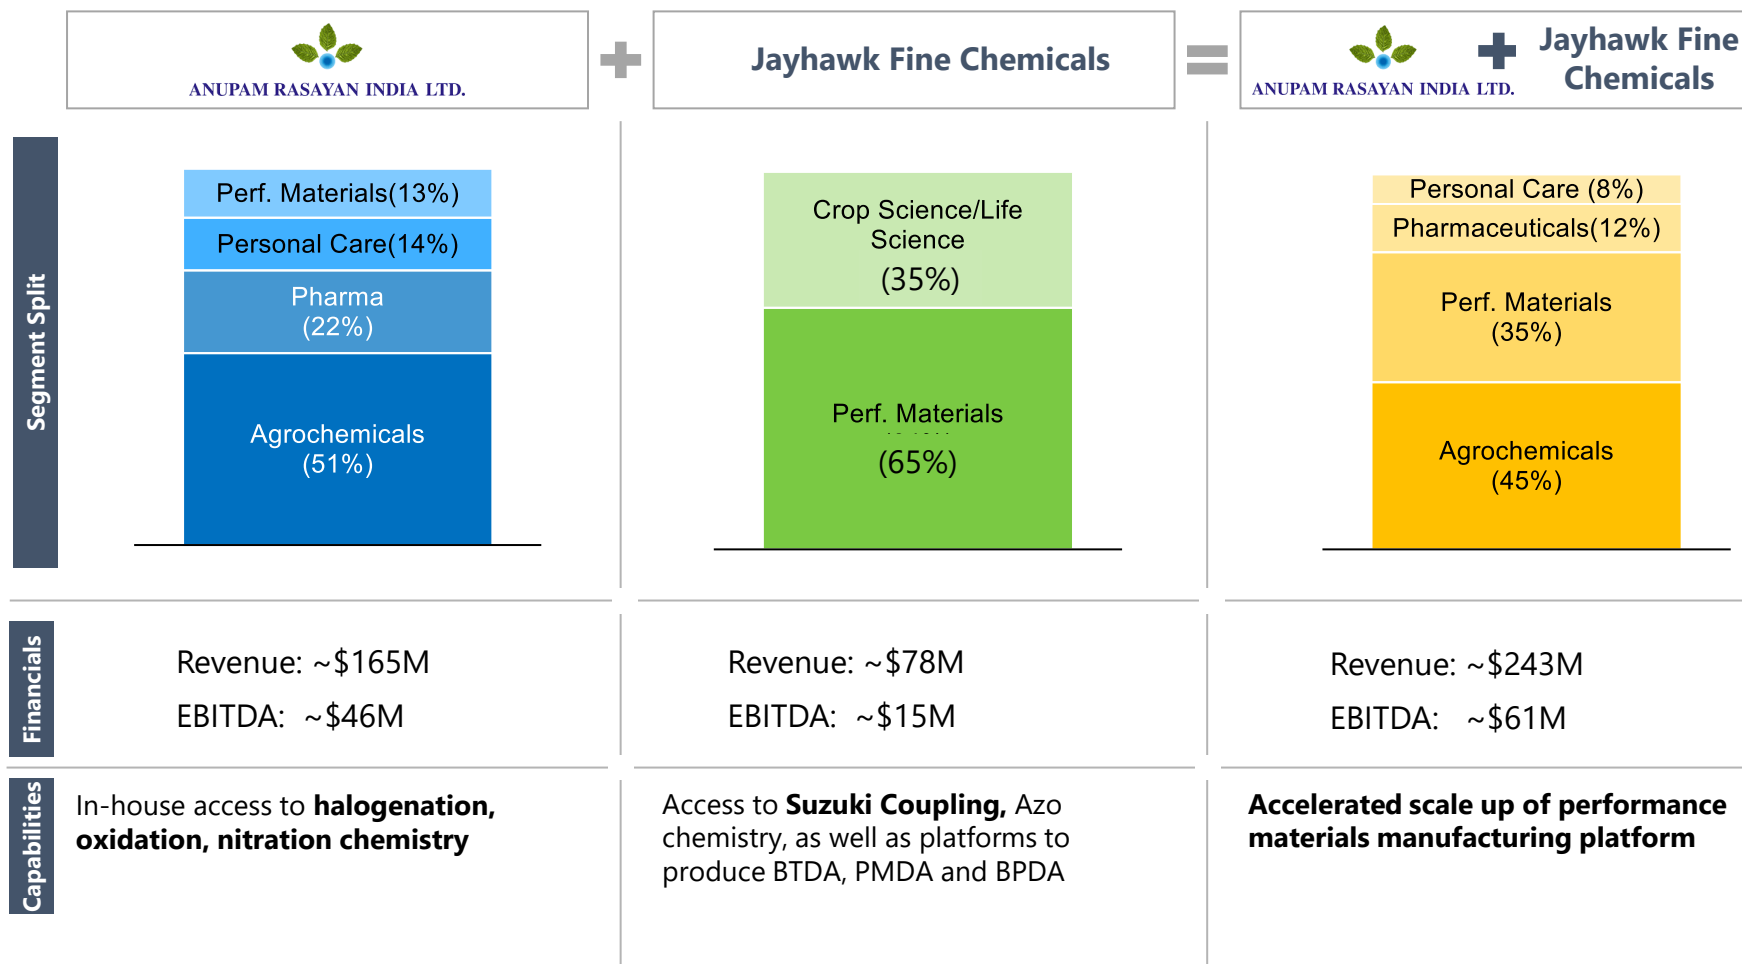 ANUPAM RASAYAN INDIA LTD.
Jayhawk Fine Chemicals
ANUPAM RASAYAN INDIA LTD.
Jayhawk Fine
Chemicals
Segment Split
Perf. Materials(13%)
Personal Care(14%)
Pharma
(22%)
Agrochemicals
(51%)
Crop Science/Life
Science
(35%)
Perf. Materials
(65%)
Personal Care (8%)
Pharmaceuticals(12%)
Perf. Materials
(35%)
Agrochemicals
(45%)
Financials
Revenue: ~$165M
EBITDA: ~$46M
Revenue: ~$78M
EBITDA: ~$15M
Revenue: ~$243M
EBITDA: ~$61M
Capabilities
In-house access to halogenation,
oxidation, nitration chemistry
Access to Suzuki Coupling, Azo
chemistry, as well as platforms to
produce BTDA, PMDA and BPDA
Accelerated scale up of performance
materials manufacturing platform